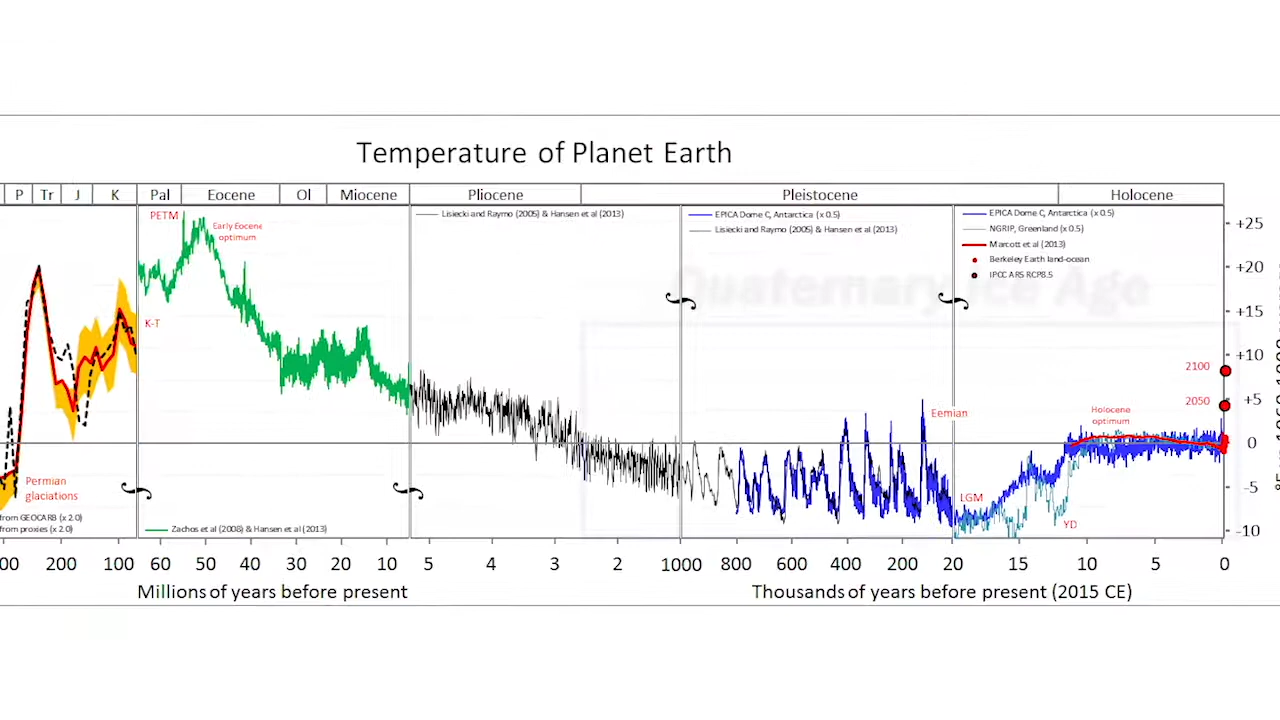 Temperature of Planet Earth
P Tr J K Pal Eocene Ol Miocene Pliocene Pleistocene Holocene
PETM
Early Eocene
optimum
K-T
Permian
glaciations
from GEOCARB (x 2.0)
from proxies (x 2.0)
Zachos et al (2008) & Hansen et al (2013)
Lisiecki and Raymo (2005) & Hansen et al (2013)
EPICA Dome C, Antarctica (x 0.5)
Lisiecki and Raymo (2005) & Hansen et al (2013)
EPICA Dome C, Antarctica (x 0.5)
NGRIP, Greenland (x 0.5)
Marcott et al (2013)
Berkeley Earth land-ocean
IPCC AR5 RCP8.5
Quaternary Ice Age
Eemian
LGM
YD
Holocene
optimum
2100
2050
+25
+20
+15
+10
+5
0
-5
-10
00 200 100 60 50 40 30 20 10 5 4 3 2 1000 800 600 400 200 20 15 10 5 0
Millions of years before present
Thousands of years before present (2015 CE)